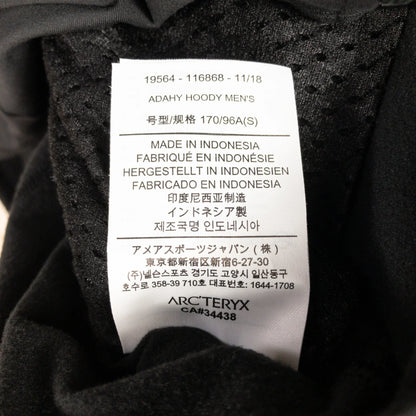 19564 - 116868 - 11/18
ADAHY HOODY MEN'S
号型/规格 170/96A(S)
MADE IN INDONESIA
FABRIQUÉ EN INDONÉSIE
HERGESTELLT IN INDONESIEN
FABRICADO EN INDONESIA
印度尼西亚制造
インドネシア製
제조국명 인도네시아
アメアスポーツジャパン(株)
東京都新宿区新宿6-27-30
(주)넬슨스포츠 경기도 고양시 일산동구
호수로 358-39 710호 대표번호: 1644-1708
ARC'TERYX
CA#34438